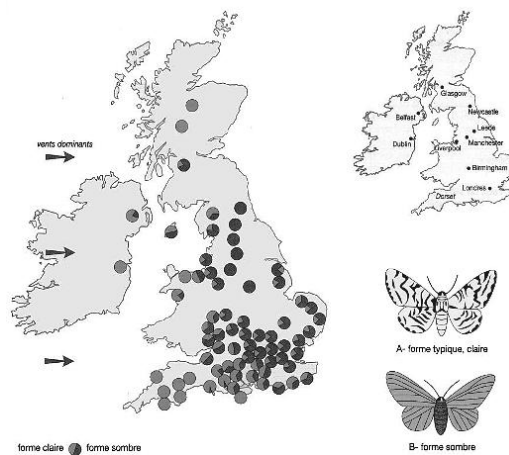 vents dominants
Glasgow
Newcastle
Belfast
Leeds
Dublin
Liverpool
Manchester
Birmingham
Londres
Dorset
A- forme typique, claire
B- forme sombre
forme claire forme sombre